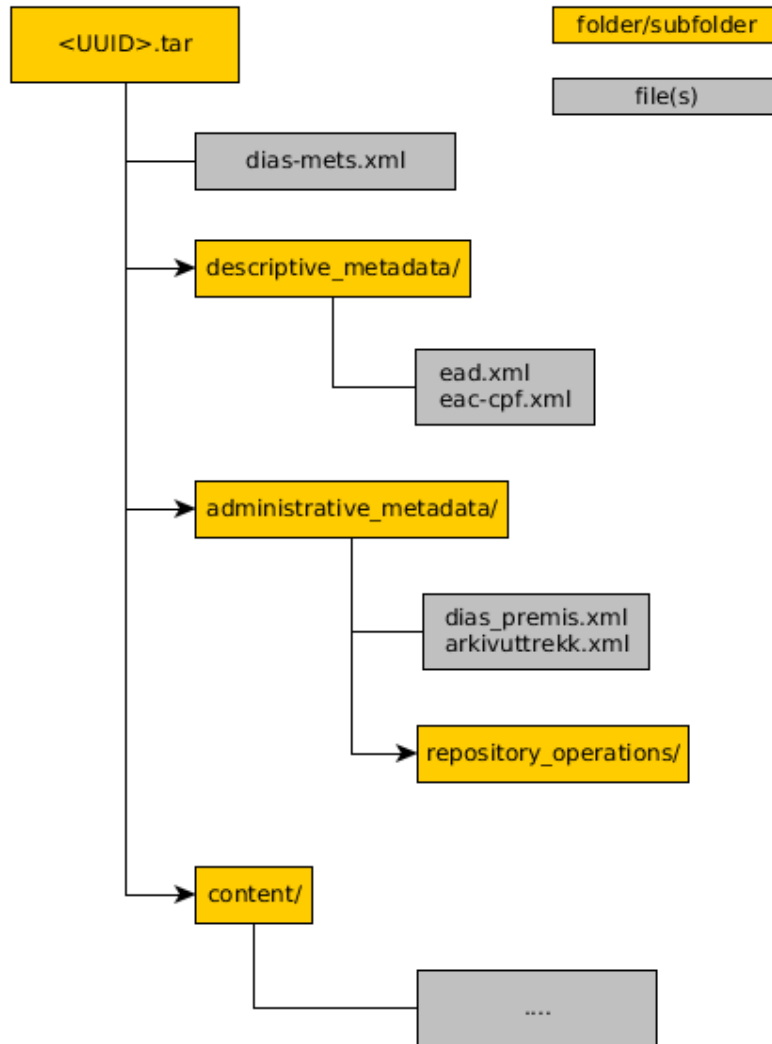 <UUID>.tar
folder/subfolder
file(s)
dias-mets.xml
descriptive_metadata/
ead.xml
eac-cpf.xml
administrative_metadata/
dias_premis.xml
arkivuttrekk.xml
repository_operations/
content/
....